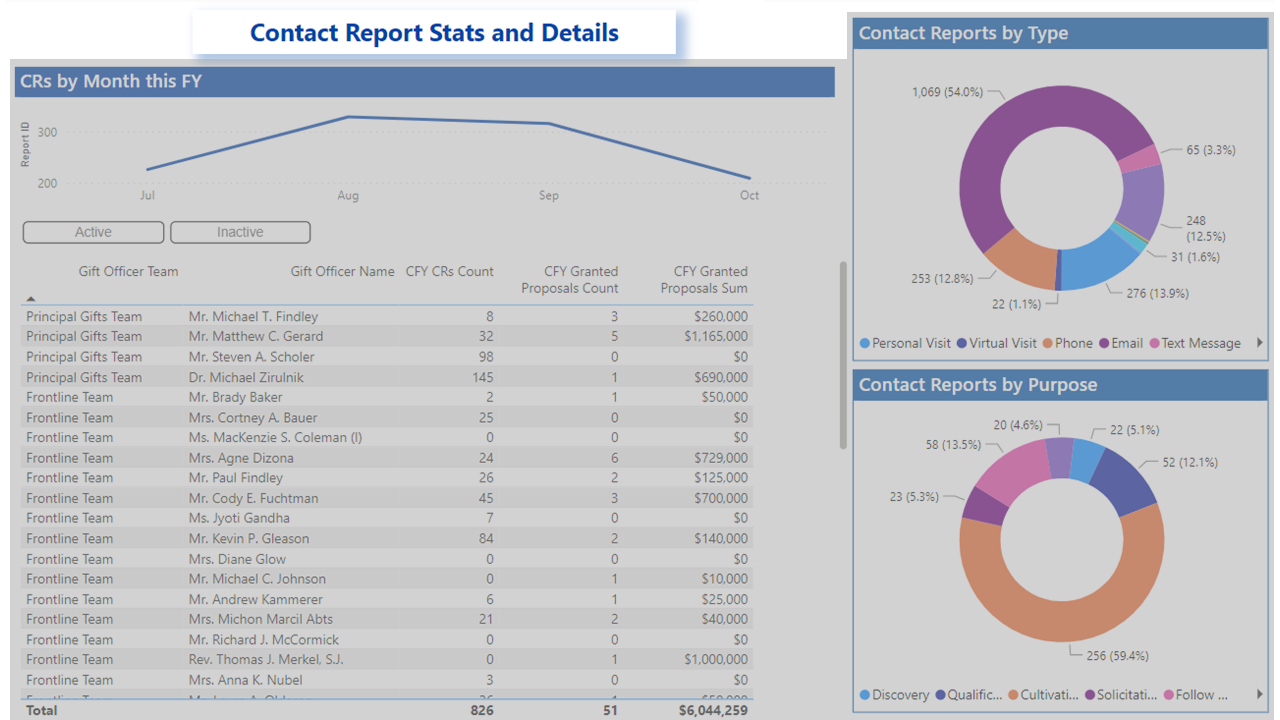 Contact Report Stats and Details
CRs by Month this FY
Report ID
300
200
Jul Aug Sep Oct
Active Inactive
Gift Officer Team Gift Officer Name CFY CRs Count CFY Granted Proposals Count CFY Granted Proposals Sum
Principal Gifts Team Mr. Michael T. Findley 8 3 $260,000
Principal Gifts Team Mr. Matthew C. Gerard 32 5 $1,165,000
Principal Gifts Team Mr. Steven A. Scholer 98 0 $0
Principal Gifts Team Dr. Michael Zirulnik 145 1 $690,000
Frontline Team Mr. Brady Baker 2 1 $50,000
Frontline Team Mrs. Cortney A. Bauer 25 0 $0
Frontline Team Ms. MacKenzie S. Coleman (I) 0 0 $0
Frontline Team Mrs. Agne Dizona 24 6 $729,000
Frontline Team Mr. Paul Findley 26 2 $125,000
Frontline Team Mr. Cody E. Fuchtman 45 3 $700,000
Frontline Team Ms. Jyoti Gandha 7 0 $0
Frontline Team Mr. Kevin P. Gleason 84 2 $140,000
Frontline Team Mrs. Diane Glow 0 0 $0
Frontline Team Mr. Michael C. Johnson 0 1 $10,000
Frontline Team Mr. Andrew Kammerer 6 1 $25,000
Frontline Team Mrs. Michon Marcil Abts 21 2 $40,000
Frontline Team Mr. Richard J. McCormick 0 0 $0
Frontline Team Rev. Thomas J. Merkel, S.J. 0 1 $1,000,000
Frontline Team Mrs. Anna K. Nubel 3 0 $0
Total 826 51 $6,044,259
Contact Reports by Type
1,069 (54.0%)
65 (3.3%)
248 (12.5%)
31 (1.6%)
276 (13.9%)
22 (1.1%)
253 (12.8%)
Personal Visit Virtual Visit Phone Email Text Message
Contact Reports by Purpose
20 (4.6%)
22 (5.1%)
58 (13.5%)
52 (12.1%)
23 (5.3%)
256 (59.4%)
Discovery Qualific... Cultivati... Solicitati... Follow ...